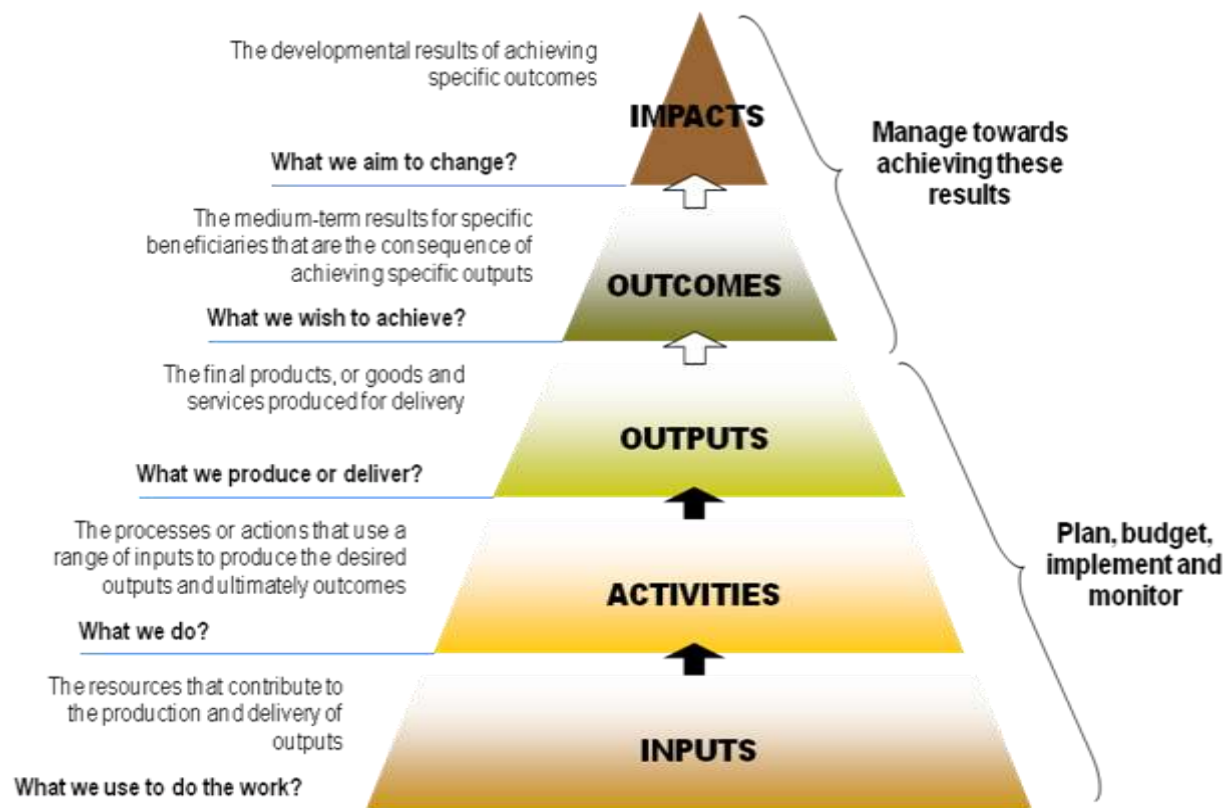 The developmental results of achieving
specific outcomes
IMPACTS
What we aim to change?
Manage towards
achieving these
results
The medium-term results for specific
beneficiaries that are the consequence of
achieving specific outputs
OUTCOMES
What we wish to achieve?
The final products, or goods and
services produced for delivery
OUTPUTS
What we produce or deliver?
The processes or actions that use a
range of inputs to produce the desired
outputs and ultimately outcomes
ACTIVITIES
What we do?
Plan, budget,
implement and
monitor
The resources that contribute to
the production and delivery of
outputs
INPUTS
What we use to do the work?